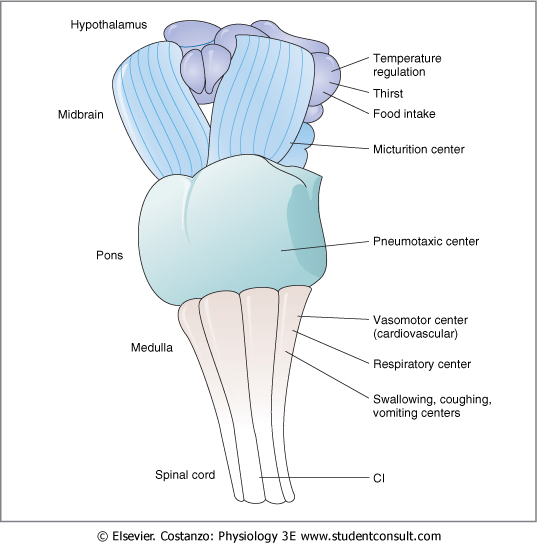 Hypothalamus
Temperature
regulation
Thirst
Food intake
Midbrain
Micturition center
Pneumotaxic center
Pons
Vasomotor center
(cardiovascular)
Medulla
Respiratory center
Swallowing, coughing,
vomiting centers
Spinal cord
CI
© Elsevier. Costanzo: Physiology 3E www.studentconsult.com